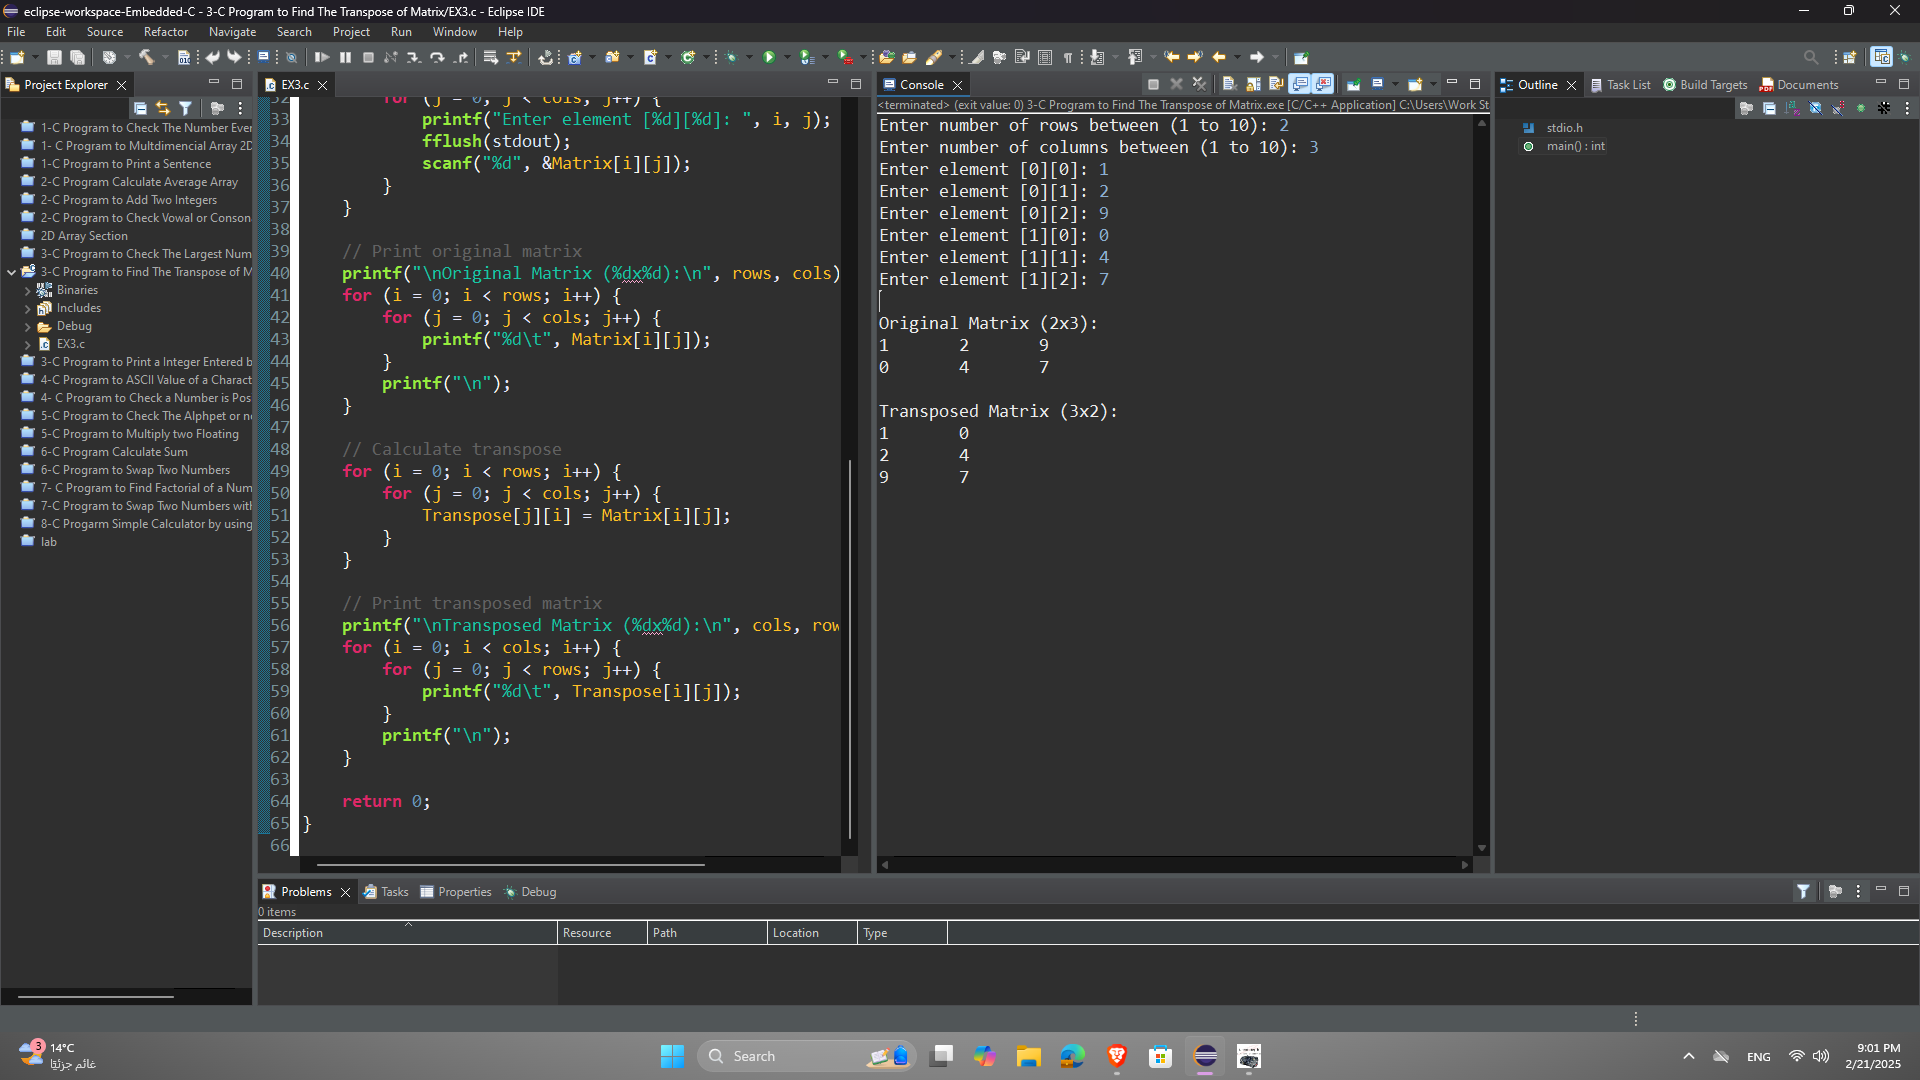 eclipse-workspace-Embedded-C - 3-C Program to Find The Transpose of Matrix/EX3.c - Eclipse IDE
File Edit Source Refactor Navigate Search Project Run Window Help
Project Explorer
1-C Program to Check The Number Ever
1- C Program to Multdimencial Array 2D
1-C Program to Print a Sentence
2-C Program Calculate Average Array
2-C Program to Add Two Integers
2-C Program to Check Vowal or Conson
2D Array Section
3-C Program to Check The Largest Num
3-C Program to Find The Transpose of M
Binaries
Includes
Debug
EX3.c
3-C Program to Print a Integer Entered b
4-C Program to ASCII Value of a Charact
4- C Program to Check a Number is Pos
5-C Program to Check The Alphpet or n
5-C Program to Multiply two Floating
6-C Program Calculate Sum
6-C Program to Swap Two Numbers
7- C Program to Find Factorial of a Num
7-C Program to Swap Two Numbers with
8-C Progarm Simple Calculator by using
lab
EX3.c
32 for (j = 0; j < cols; j++) {
33 printf("Enter element [%d][%d]: ", i, j);
34 fflush(stdout);
35 scanf("%d", &Matrix[i][j]);
36 }
37 }
38
39 // Print original matrix
40 printf("\nOriginal Matrix (%dx%d):\n", rows, cols)
41 for (i = 0; i < rows; i++) {
42 for (j = 0; j < cols; j++) {
43 printf("%d\t", Matrix[i][j]);
44 }
45 printf("\n");
46 }
47
48 // Calculate transpose
49 for (i = 0; i < rows; i++) {
50 for (j = 0; j < cols; j++) {
51 Transpose[j][i] = Matrix[i][j];
52 }
53 }
54
55 // Print transposed matrix
56 printf("\nTransposed Matrix (%dx%d):\n", cols, row
57 for (i = 0; i < cols; i++) {
58 for (j = 0; j < rows; j++) {
59 printf("%d\t", Transpose[i][j]);
60 }
61 printf("\n");
62 }
63
64 return 0;
65 }
66
Console
<terminated> (exit value: 0) 3-C Program to Find The Transpose of Matrix.exe [C/C++ Application] C:\Users\Work St
Enter number of rows between (1 to 10): 2
Enter number of columns between (1 to 10): 3
Enter element [0][0]: 1
Enter element [0][1]: 2
Enter element [0][2]: 9
Enter element [1][0]: 0
Enter element [1][1]: 4
Enter element [1][2]: 7
Original Matrix (2x3):
1 2 9
0 4 7
Transposed Matrix (3x2):
1 0
2 4
9 7
Outline Task List Build Targets Documents
stdio.h
main() : int
Problems Tasks Properties Debug
0 items
Description Resource Path Location Type
3
14°C
غائم جزئيًا
Search
ENG
9:01 PM
2/21/2025